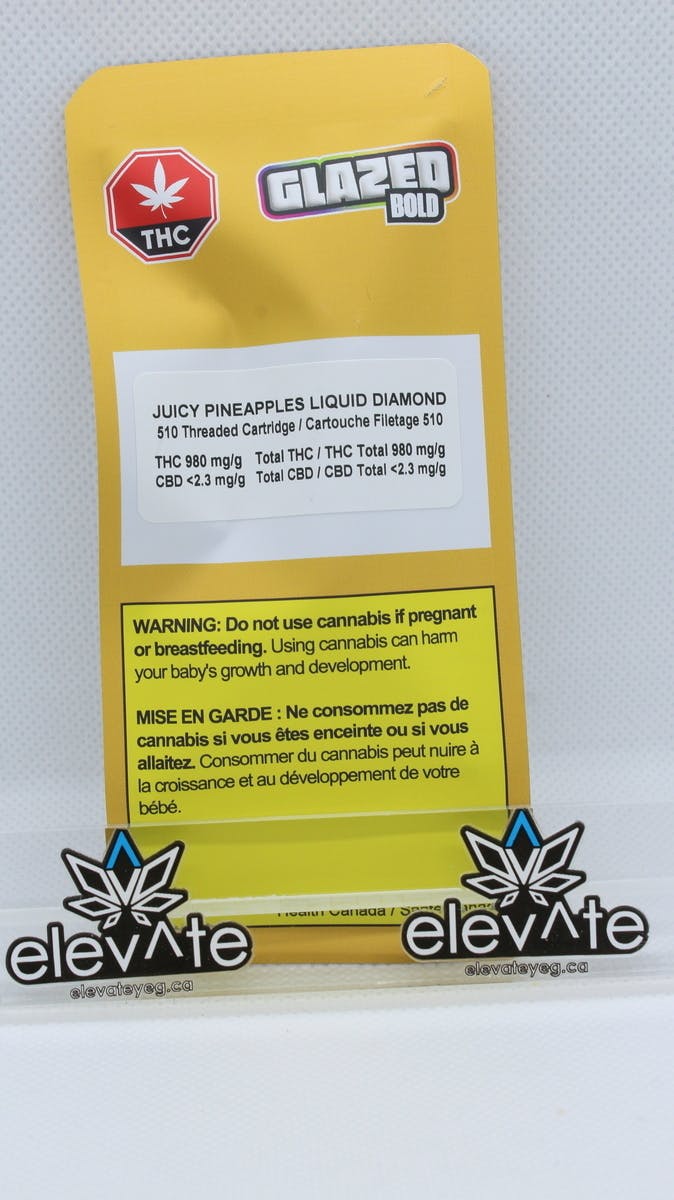 THC
GLAZED
BOLD
JUICY PINEAPPLES LIQUID DIAMOND
510 Threaded Cartridge / Cartouche Filetage 510
THC 980 mg/g Total THC / THC Total 980 mg/g
CBD <2.3 mg/g Total CBD / CBD Total <2.3 mg/g
WARNING: Do not use cannabis if pregnant
or breastfeeding. Using cannabis can harm
your baby's growth and development.
MISE EN GARDE : Ne consommez pas de
cannabis si vous êtes enceinte ou si vous
allaitez. Consommer du cannabis peut nuire à
la croissance et au développement de votre
bébé.
Health Canada /
elev^te
elevateyeg.ca
elev^te
elevateyeg.ca